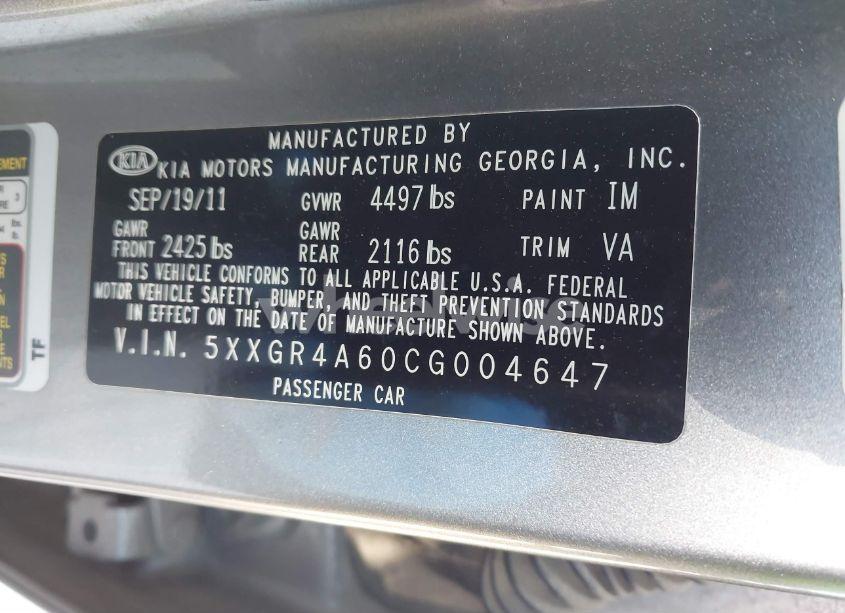 MANUFACTURED BY
KIA KIA MOTORS MANUFACTURING GEORGIA, INC.
SEP/19/11 GVWR 4497 lbs PAINT IM
GAWR FRONT 2425 lbs GAWR REAR 2116 lbs TRIM VA
THIS VEHICLE CONFORMS TO ALL APPLICABLE U.S.A. FEDERAL
MOTOR VEHICLE SAFETY, BUMPER, AND THEFT PREVENTION STANDARDS
IN EFFECT ON THE DATE OF MANUFACTURE SHOWN ABOVE.
V.I.N. 5XXGR4A60CG004647
PASSENGER CAR
TF